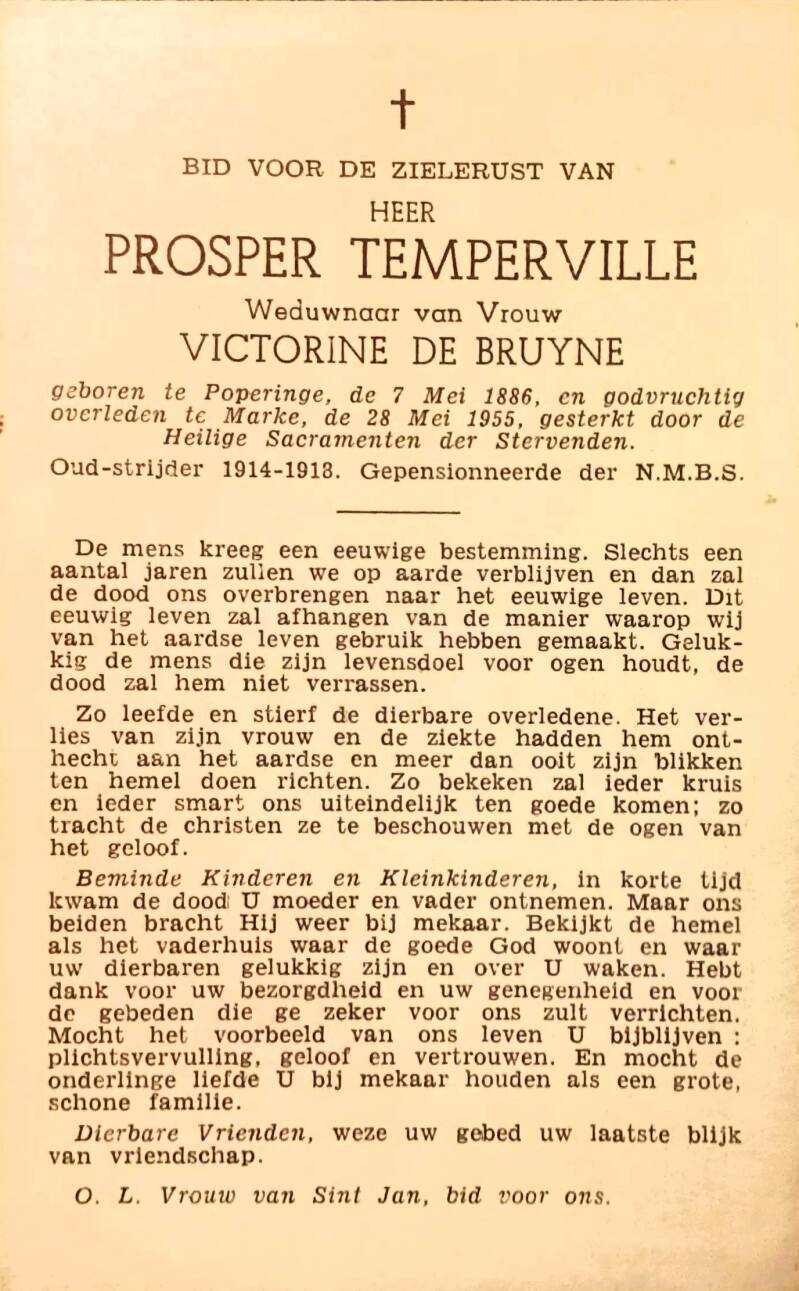 BID VOOR DE ZIELERUST VAN
HEER
PROSPER TEMPERVILLE
Weduwnaar van Vrouw
VICTORINE DE BRUYNE
geboren te Poperinge, de 7 Mei 1886, en godvruchtig
overleden te Marke, de 28 Mei 1955, gesterkt door de
Heilige Sacramenten der Stervenden.
Oud-strijder 1914-1918. Gepensionneerde der N.M.B.S.
De mens kreeg een eeuwige bestemming. Slechts een
aantal jaren zullen we op aarde verblijven en dan zal
de dood ons overbrengen naar het eeuwige leven. Dit
eeuwig leven zal afhangen van de manier waarop wij
van het aardse leven gebruik hebben gemaakt. Geluk-
kig de mens die zijn levensdoel voor ogen houdt, de
dood zal hem niet verrassen.
Zo leefde en stierf de dierbare overledene. Het ver-
lies van zijn vrouw en de ziekte hadden hem ont-
hecht aan het aardse en meer dan ooit zijn blikken
ten hemel doen richten. Zo bekeken zal ieder kruis
en ieder smart ons uiteindelijk ten goede komen; zo
tracht de christen ze te beschouwen met de ogen van
het geloof.
Beminde Kinderen en Kleinkinderen, in korte tijd
kwam de dood U moeder en vader ontnemen. Maar ons
beiden bracht Hij weer bij mekaar. Bekijkt de hemel
als het vaderhuis waar de goede God woont en waar
uw dierbaren gelukkig zijn en over U waken. Hebt
dank voor uw bezorgdheid en uw genegenheid en voor
de gebeden die ge zeker voor ons zult verrichten.
Mocht het voorbeeld van ons leven U bijblijven :
plichtsvervulling, geloof en vertrouwen. En mocht de
onderlinge liefde U bij mekaar houden als een grote,
schone familie.
Dierbare Vrienden, weze uw gebed uw laatste blijk
van vriendschap.
O. L. Vrouw van Sint Jan, bid voor ons.